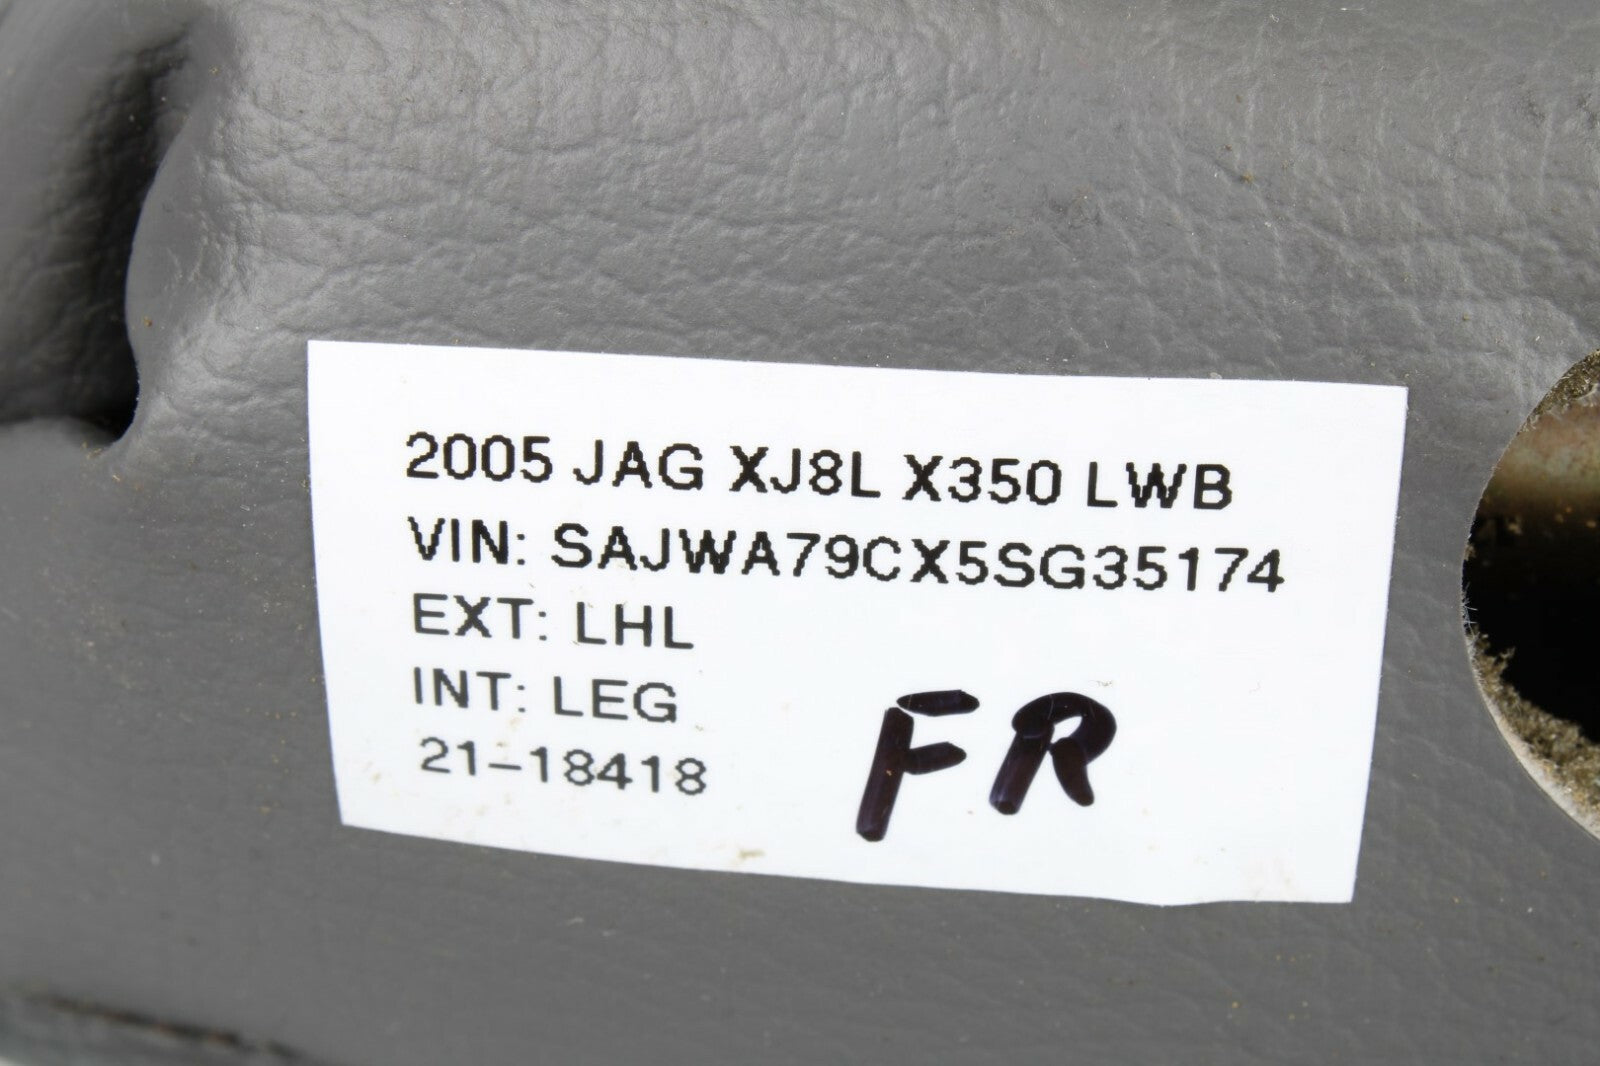 2005 JAG XJ8L X350 LWB
VIN: SAJWA79CX5SG35174
EXT: LHL
INT: LEG
21-18418
FR